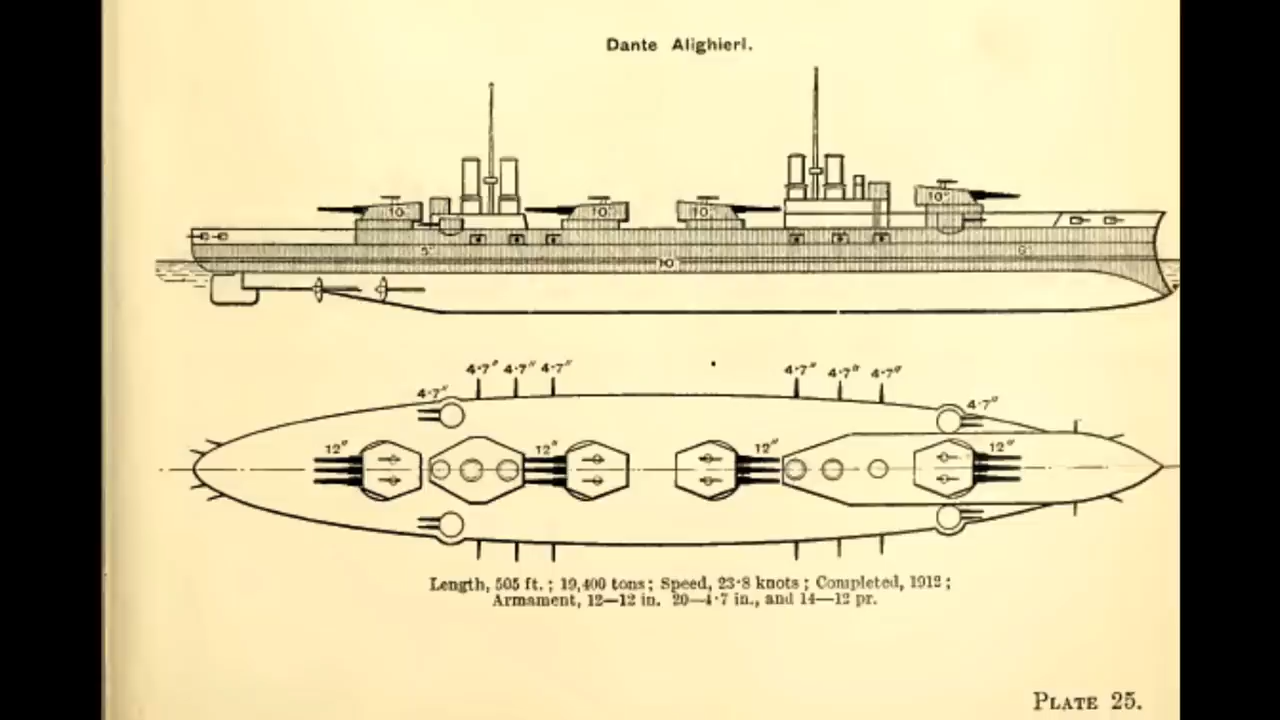 Dante Alighieri.
10 10" 10" 10"
5" 6"
10
4·7" 4·7" 4·7" 4·7" 4·7" 4·7"
4·7" 4·7"
12" 12" 12" 12"
Length, 505 ft.; 19,400 tons; Speed, 23·8 knots; Completed, 1912;
Armament, 12—12 in. 20—4·7 in., and 14—12 pr.
PLATE 25.